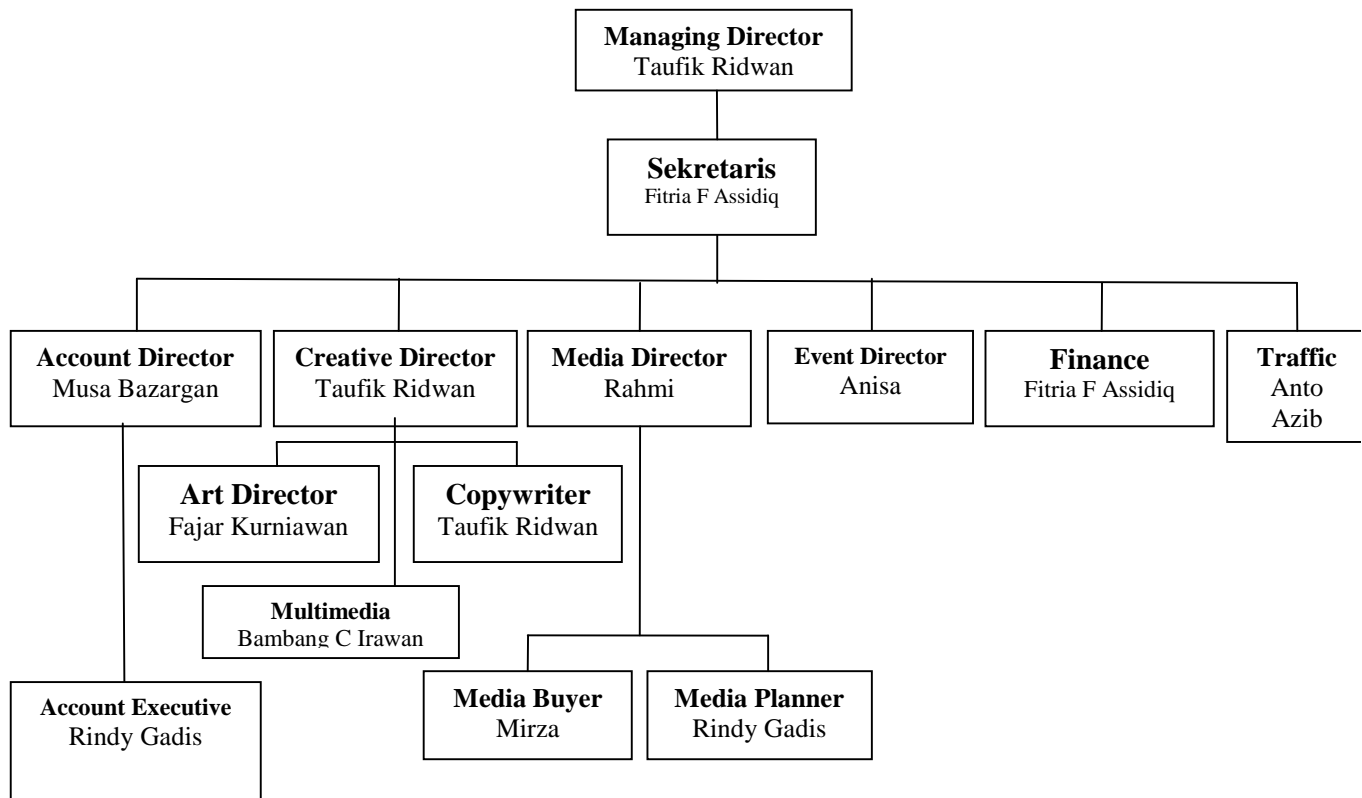 Managing Director
Taufik Ridwan
Sekretaris
Fitria F Assidiq
Account Director
Musa Bazargan
Creative Director
Taufik Ridwan
Media Director
Rahmi
Event Director
Anisa
Finance
Fitria F Assidiq
Traffic
Anto
Azib
Art Director
Fajar Kurniawan
Copywriter
Taufik Ridwan
Multimedia
Bambang C Irawan
Account Executive
Rindy Gadis
Media Buyer
Mirza
Media Planner
Rindy Gadis